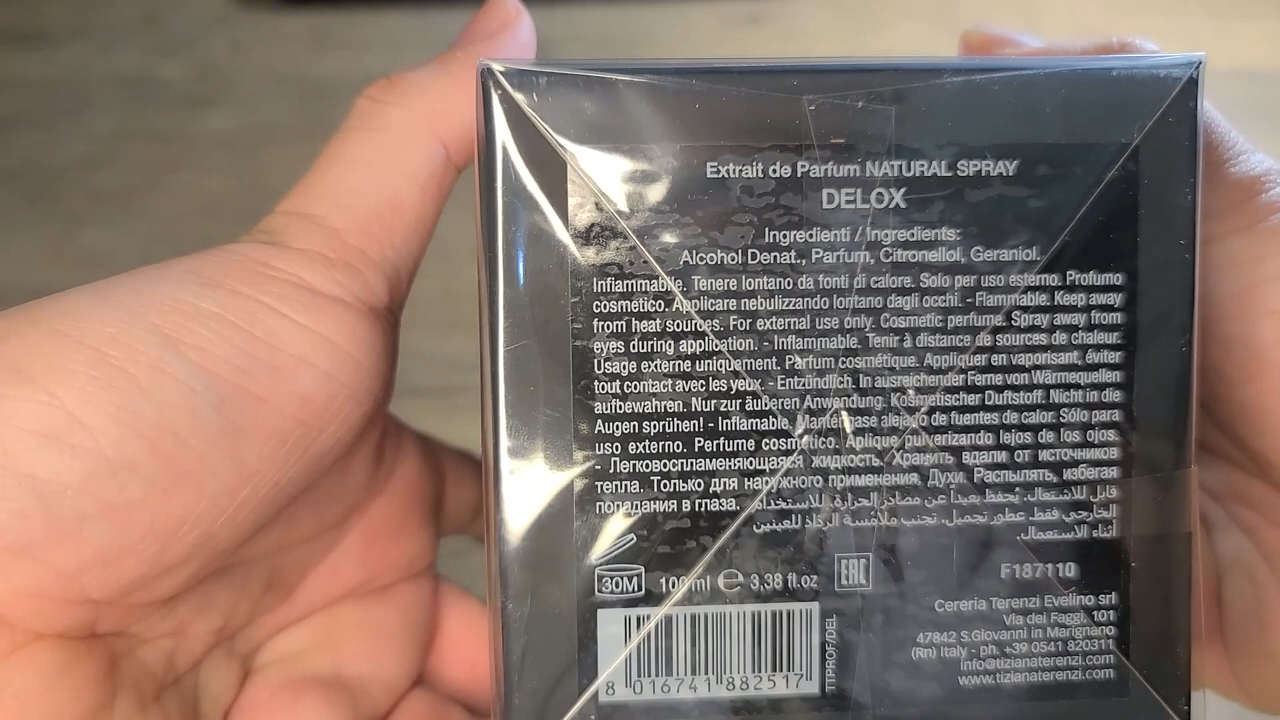 Extrait de Parfum NATURAL SPRAY
DELOX
Ingredienti / Ingredients:
Alcohol Denat., Parfum, Citronellol, Geraniol.
Infiammabile. Tenere lontano da fonti di calore. Solo per uso esterno. Profumo
cosmetico. Applicare nebulizzando lontano dagli occhi. - Flammable. Keep away
from heat sources. For external use only. Cosmetic perfume. Spray away from
eyes during application. - Inflammable. Tenir à distance de sources de chaleur.
Usage externe uniquement. Parfum cosmétique. Appliquer en vaporisant, éviter
tout contact avec les yeux. - Entzündlich. In ausreichender Ferne von Wärmequellen
aufbewahren. Nur zur äußeren Anwendung. Kosmetischer Duftstoff. Nicht in die
Augen sprühen! - Inflamable. Manténgase alejado de fuentes de calor. Sólo para
uso externo. Perfume cosmético. Aplique pulverizando lejos de los ojos.
- Легковоспламеняющаяся жидкость. Хранить вдали от источников
тепла. Только для наружного применения. Духи. Распылять, избегая
попадания в глаза.
قابل للاشتعال. يُحفظ بعيداً عن مصادر الحرارة. للاستخدام
الخارجي فقط. عطور تجميل. تجنب ملامسة الرذاذ للعينين
أثناء الاستعمال.
30M 100 ml e 3,38 fl.oz EAC F187110
Cereria Terenzi Evelino srl
Via dei Faggi, 101
47842 S.Giovanni in Marignano
(Rn) Italy - ph. +39 0541 820311
info@tizianaterenzi.com
www.tizianaterenzi.com
TTPROF/DEL
8 016741 882517